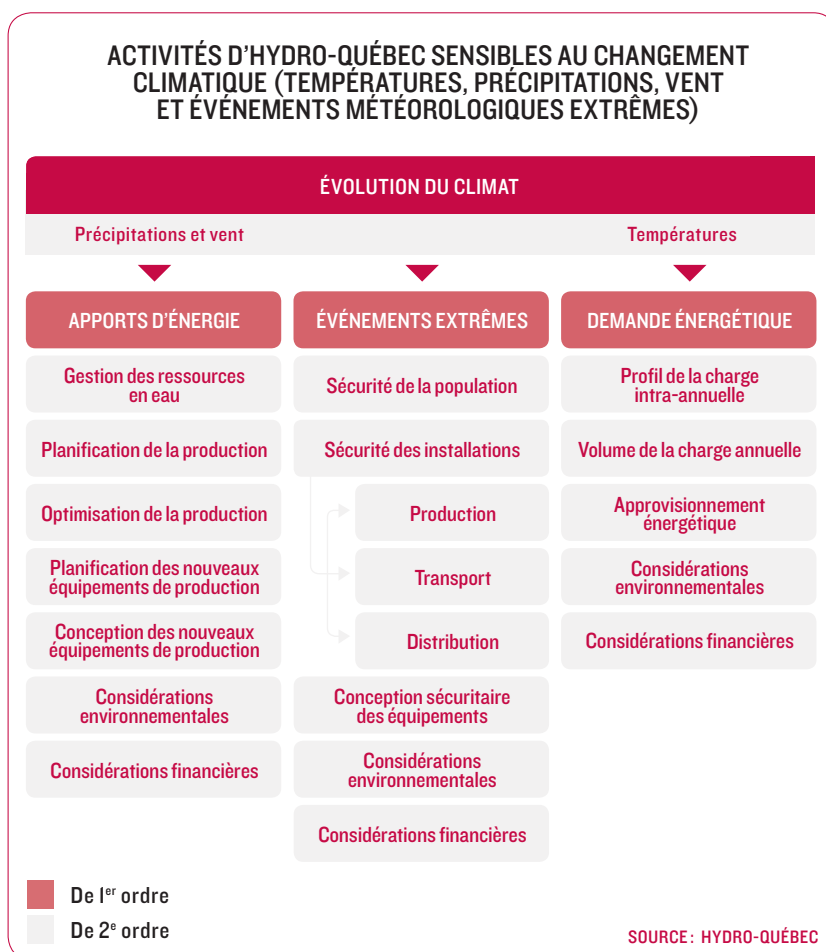 ACTIVITÉS D'HYDRO-QUÉBEC SENSIBLES AU CHANGEMENT
CLIMATIQUE (TEMPÉRATURES, PRÉCIPITATIONS, VENT
ET ÉVÉNEMENTS MÉTÉOROLOGIQUES EXTRÊMES)
ÉVOLUTION DU CLIMAT
Précipitations et vent
Températures
APPORTS D'ÉNERGIE
Gestion des ressources
en eau
Planification de la production
Optimisation de la production
Planification des nouveaux
équipements de production
Conception des nouveaux
équipements de production
Considérations
environnementales
Considérations financières
ÉVÉNEMENTS EXTRÊMES
Sécurité de la population
Sécurité des installations
Production
Transport
Distribution
Conception sécuritaire
des équipements
Considérations
environnementales
Considérations financières
DEMANDE ÉNERGÉTIQUE
Profil de la charge
intra-annuelle
Volume de la charge annuelle
Approvisionnement
énergétique
Considérations
environnementales
Considérations financières
De 1er ordre
De 2e ordre
SOURCE : HYDRO-QUÉBEC